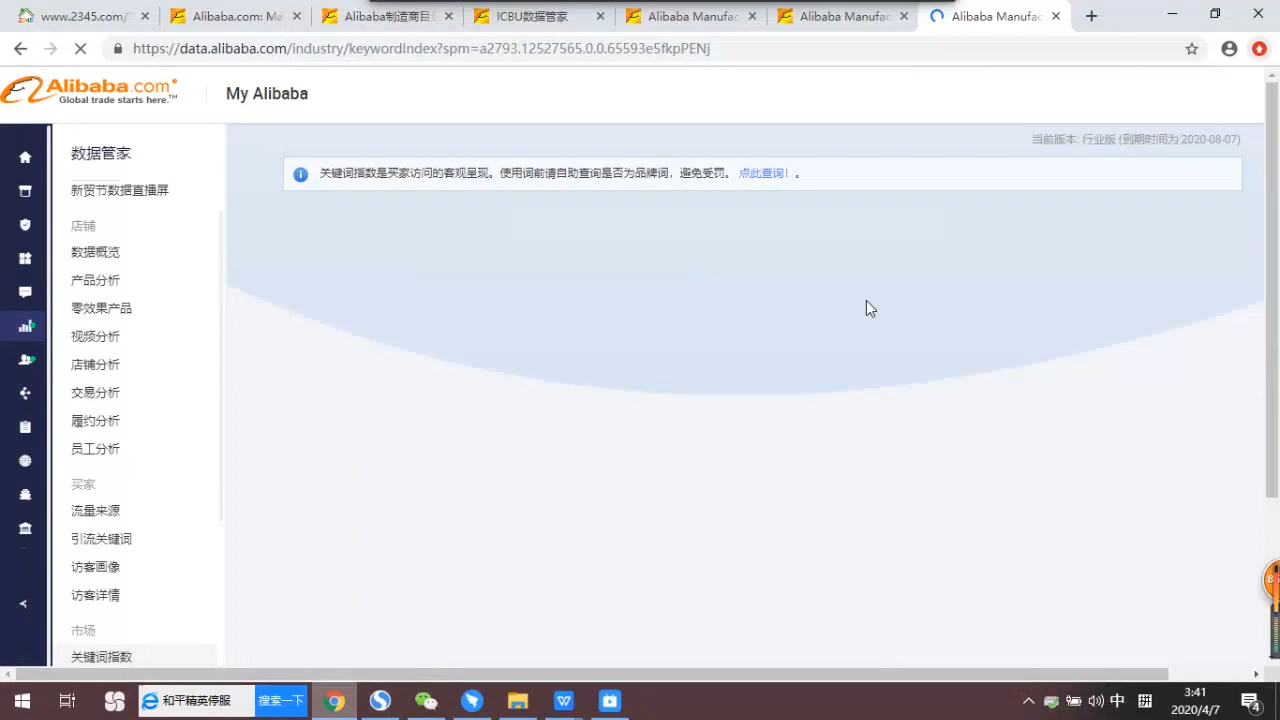 www.2345.com/
Alibaba.com: Ma
Alibaba制造商目
ICBU数据管家
Alibaba Manufac
Alibaba Manufac
Alibaba Manufac
https://data.alibaba.com/industry/keywordIndex?spm=a2793.12527565.0.0.65593e5fkpPENj
Alibaba.com®
Global trade starts here.™
My Alibaba
当前版本: 行业版 (到期时间为 2020-08-07)
关键词指数是买家访问的客观呈现。使用词前请自助查询是否为品牌词，避免受罚。 点此查询! 。
数据管家
新贸节数据直播屏
店铺
数据概览
产品分析
零效果产品
视频分析
店铺分析
交易分析
履约分析
员工分析
买家
流量来源
引流关键词
访客画像
访客详情
市场
关键词指数
和平精英停服
搜索一下
中
拼
3:41
2020/4/7
4